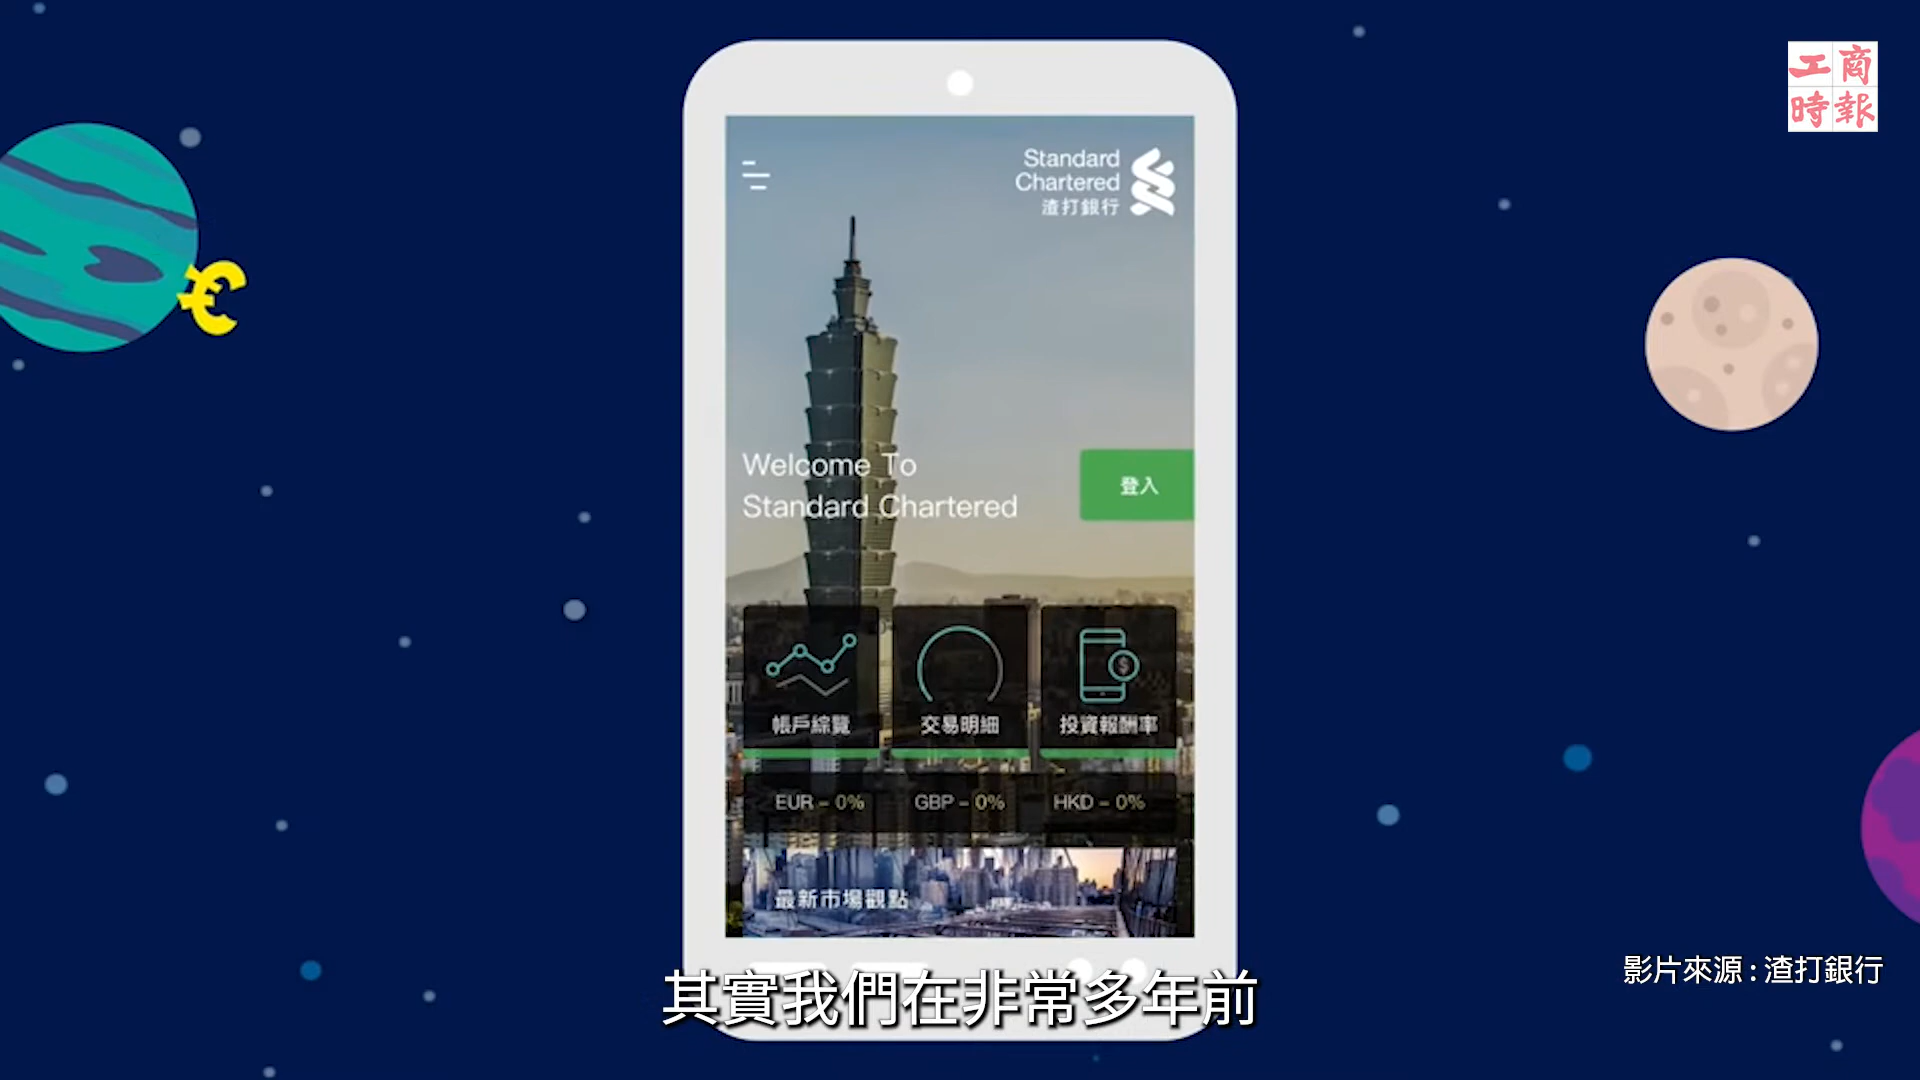 工商
時報
Standard
Chartered
渣打銀行
Welcome To
Standard Chartered
登入
帳戶綜覽
交易明細
投資報酬率
EUR - 0%
GBP - 0%
HKD - 0%
最新市場觀點
影片來源:渣打銀行
其實我們在非常多年前